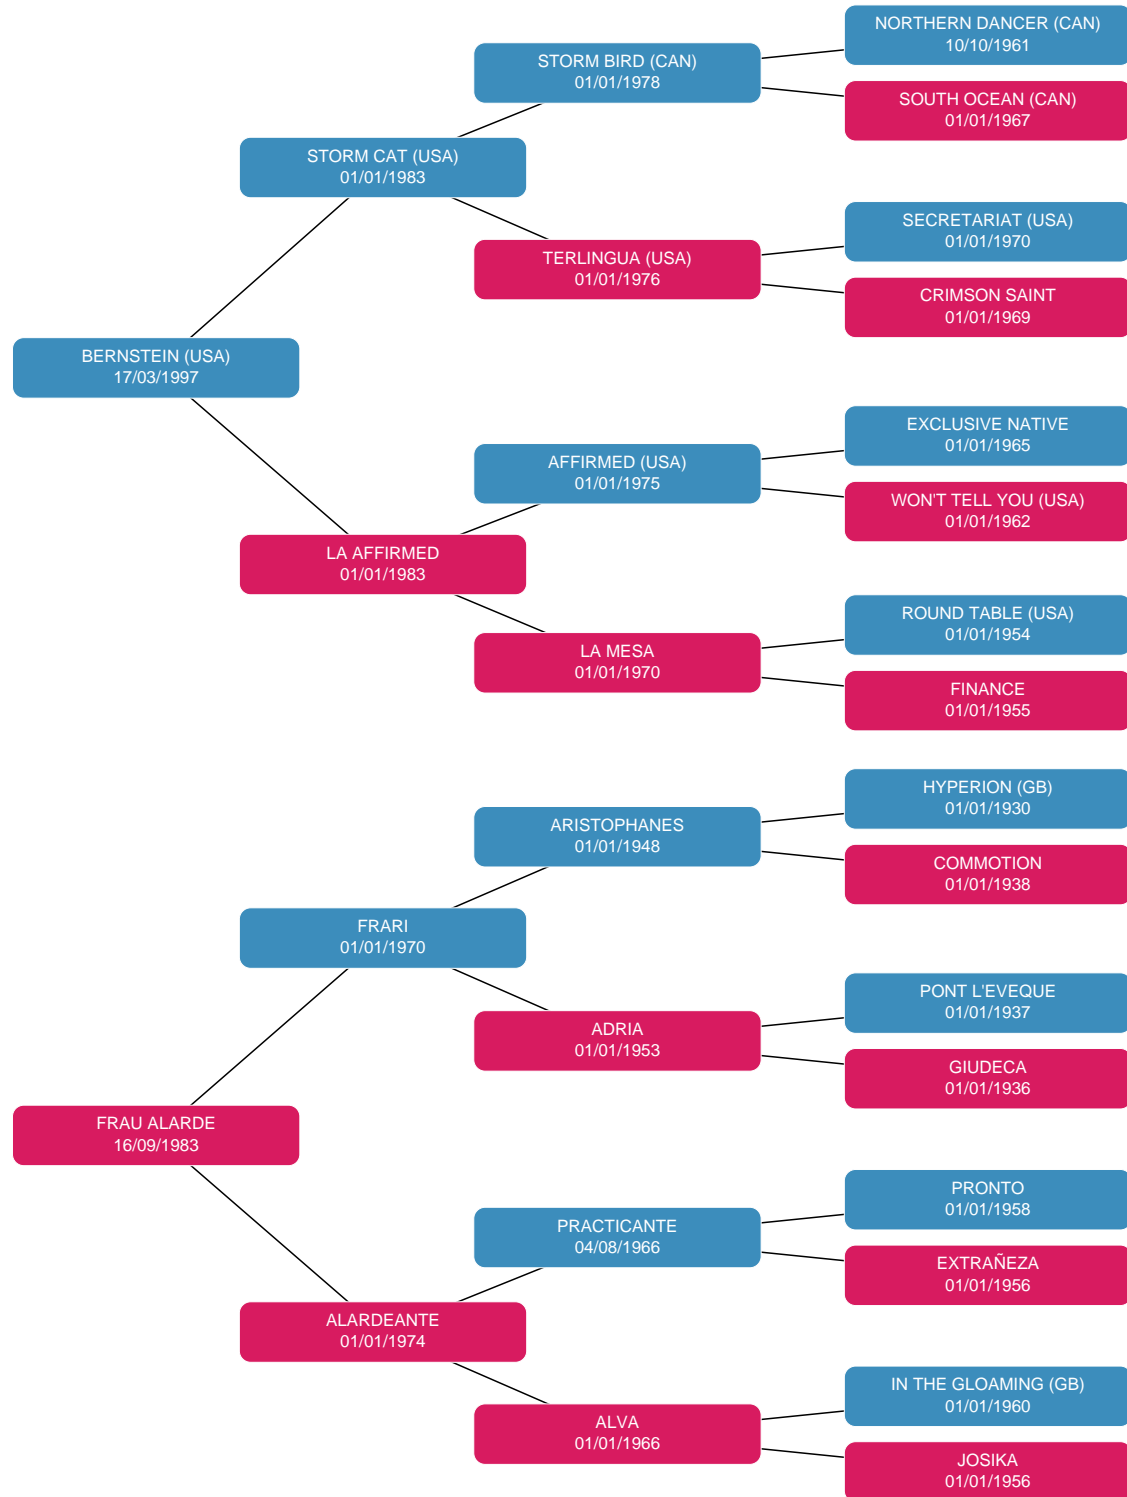 NORTHERN DANCER (CAN)
10/10/1961
STORM BIRD (CAN)
01/01/1978
SOUTH OCEAN (CAN)
01/01/1967
STORM CAT (USA)
01/01/1983
SECRETARIAT (USA)
01/01/1970
TERLINGUA (USA)
01/01/1976
CRIMSON SAINT
01/01/1969
BERNSTEIN (USA)
17/03/1997
EXCLUSIVE NATIVE
01/01/1965
AFFIRMED (USA)
01/01/1975
WON'T TELL YOU (USA)
01/01/1962
LA AFFIRMED
01/01/1983
ROUND TABLE (USA)
01/01/1954
LA MESA
01/01/1970
FINANCE
01/01/1955
HYPERION (GB)
01/01/1930
ARISTOPHANES
01/01/1948
COMMOTION
01/01/1938
FRARI
01/01/1970
PONT L'EVEQUE
01/01/1937
ADRIA
01/01/1953
GIUDECA
01/01/1936
FRAU ALARDE
16/09/1983
PRONTO
01/01/1958
PRACTICANTE
04/08/1966
EXTRAÑEZA
01/01/1956
ALARDEANTE
01/01/1974
IN THE GLOAMING (GB)
01/01/1960
ALVA
01/01/1966
JOSIKA
01/01/1956